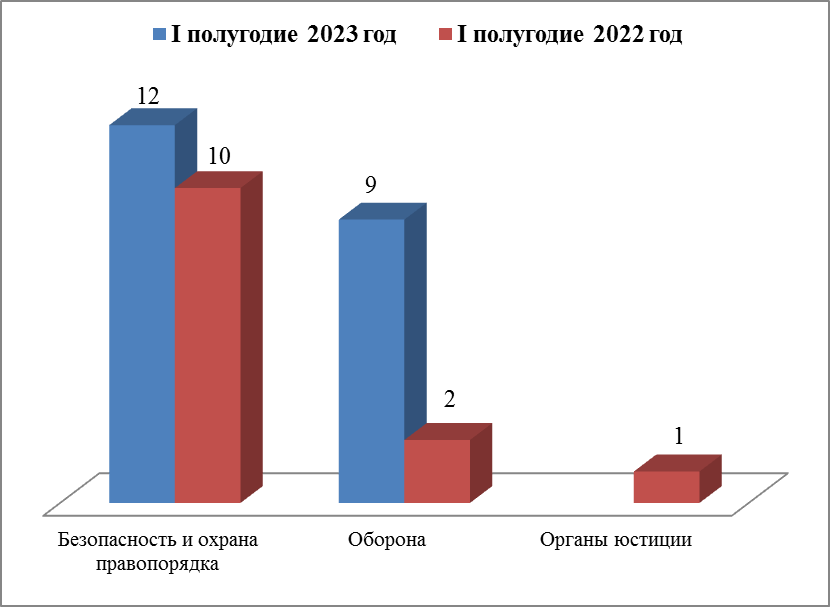 I полугодие 2023 год
I полугодие 2022 год
12
10
9
2
1
Безопасность и охрана
правопорядка
Оборона
Органы юстиции